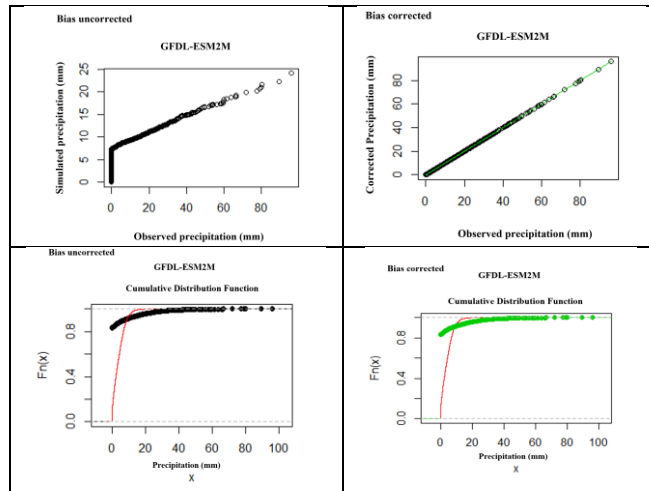 Bias uncorrected
GFDL-ESM2M
Simulated precipitation (mm)
25
20
15
10
5
0
0 20 40 60 80
Observed precipitation (mm)
Bias corrected
GFDL-ESM2M
Corrected Precipitation (mm)
80
60
40
20
0
0 20 40 60 80
Observed precipitation (mm)
Bias uncorrected
GFDL-ESM2M
Cumulative Distribution Function
Fn(x)
0.8
0.4
0.0
0 20 40 60 80 100
Precipitation (mm)
X
Bias corrected
GFDL-ESM2M
Cumulative Distribution Function
Fn(x)
0.8
0.4
0.0
0 20 40 60 80 100
Precipitation (mm)
X